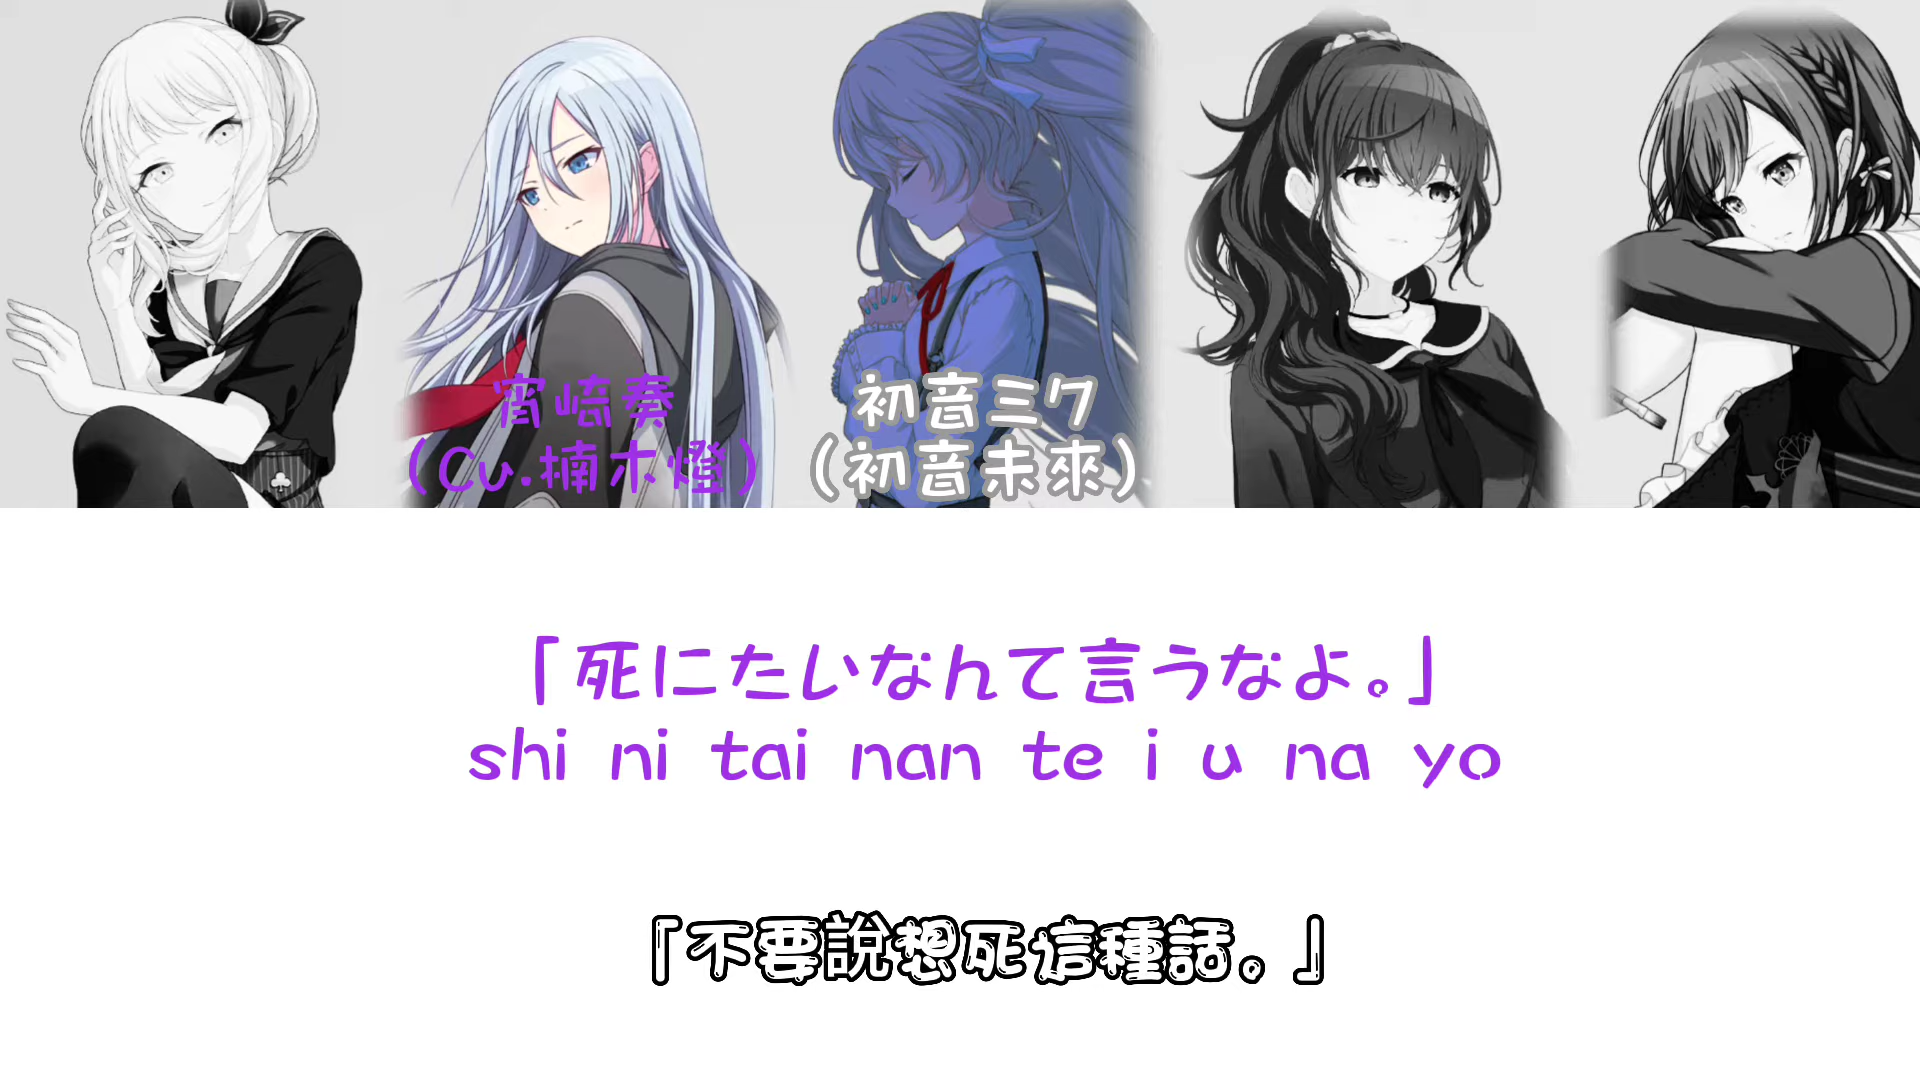 宵崎奏
(Cv.楠木燈)
初音ミク
(初音未來)
「死にたいなんて言うなよ。」
shi ni tai nan te i u na yo
『不要說想死這種話。』